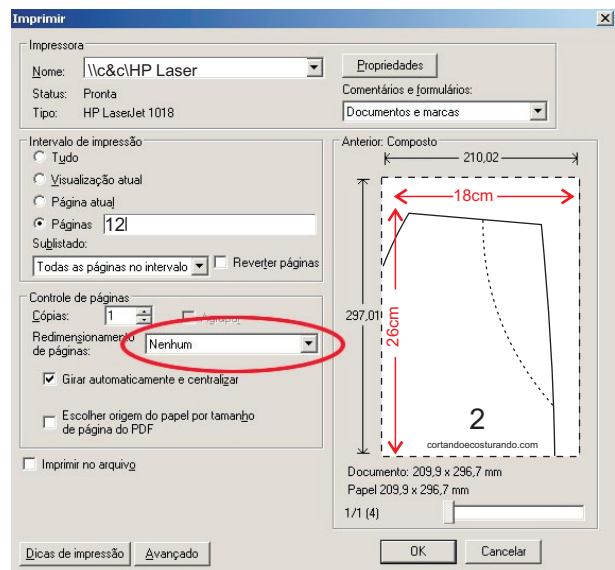 Imprimir
Impressora
Nome: \\c&c\HP Laser
Propriedades
Status: Pronta
Comentários e formulários:
Tipo: HP LaserJet 1018
Documentos e marcas
Intervalo de impressão
Tudo
Visualização atual
Página atual
Páginas 12
Sublistado:
Todas as páginas no intervalo
Reverter páginas
Controle de páginas
Cópias: 1
Agrupar
Redimensionamento de páginas:
Nenhum
Girar automaticamente e centralizar
Escolher origem do papel por tamanho
de página do PDF
Imprimir no arquivo
Anterior: Composto
210,02
18cm
297,01
26cm
2
cortandoecosturando.com
Documento: 209,9 x 296,7 mm
Papel 209,9 x 296,7 mm
1/1 (4)
Dicas de impressão
Avançado
OK
Cancelar